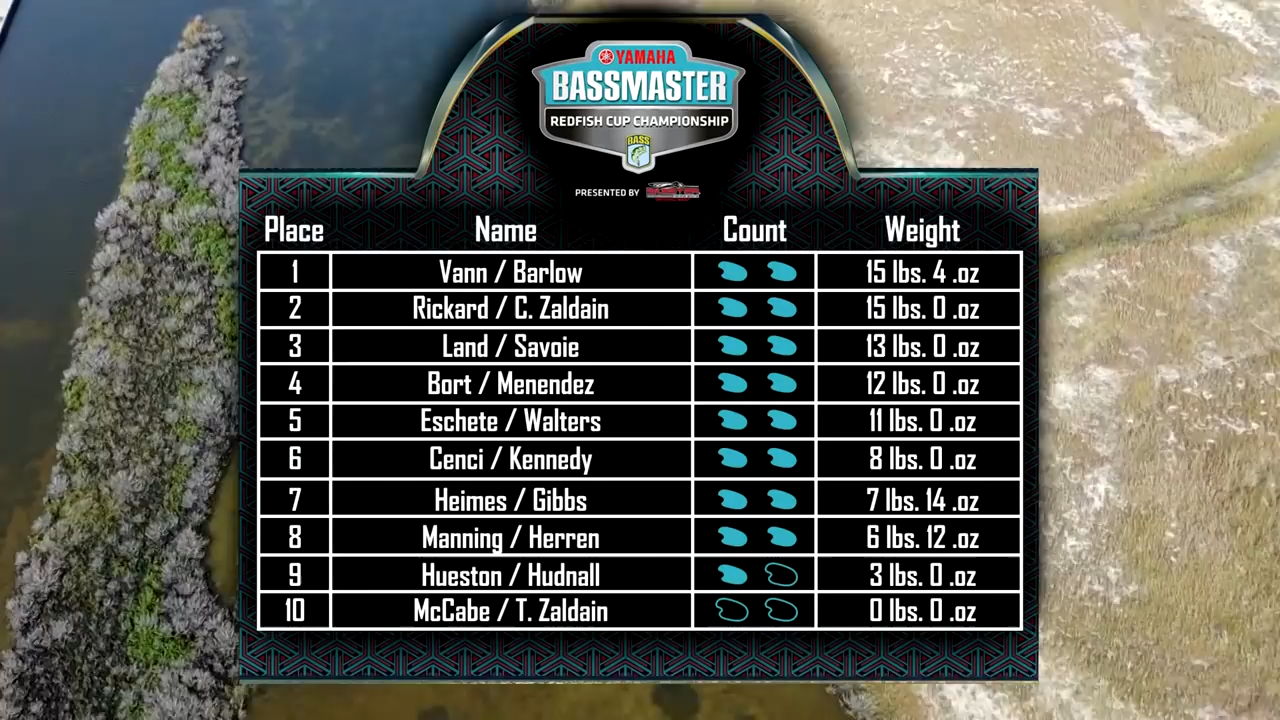 YAMAHA
BASSMASTER
REDFISH CUP CHAMPIONSHIP
BASS
PRESENTED BY
Place Name Count Weight
1 Vann / Barlow 15 lbs. 4 .oz
2 Rickard / C. Zaldain 15 lbs. 0 .oz
3 Land / Savoie 13 lbs. 0 .oz
4 Bort / Menendez 12 lbs. 0 .oz
5 Eschete / Walters 11 lbs. 0 .oz
6 Cenci / Kennedy 8 lbs. 0 .oz
7 Heimes / Gibbs 7 lbs. 14 .oz
8 Manning / Herren 6 lbs. 12 .oz
9 Hueston / Hudnall 3 lbs. 0 .oz
10 McCabe / T. Zaldain 0 lbs. 0 .oz